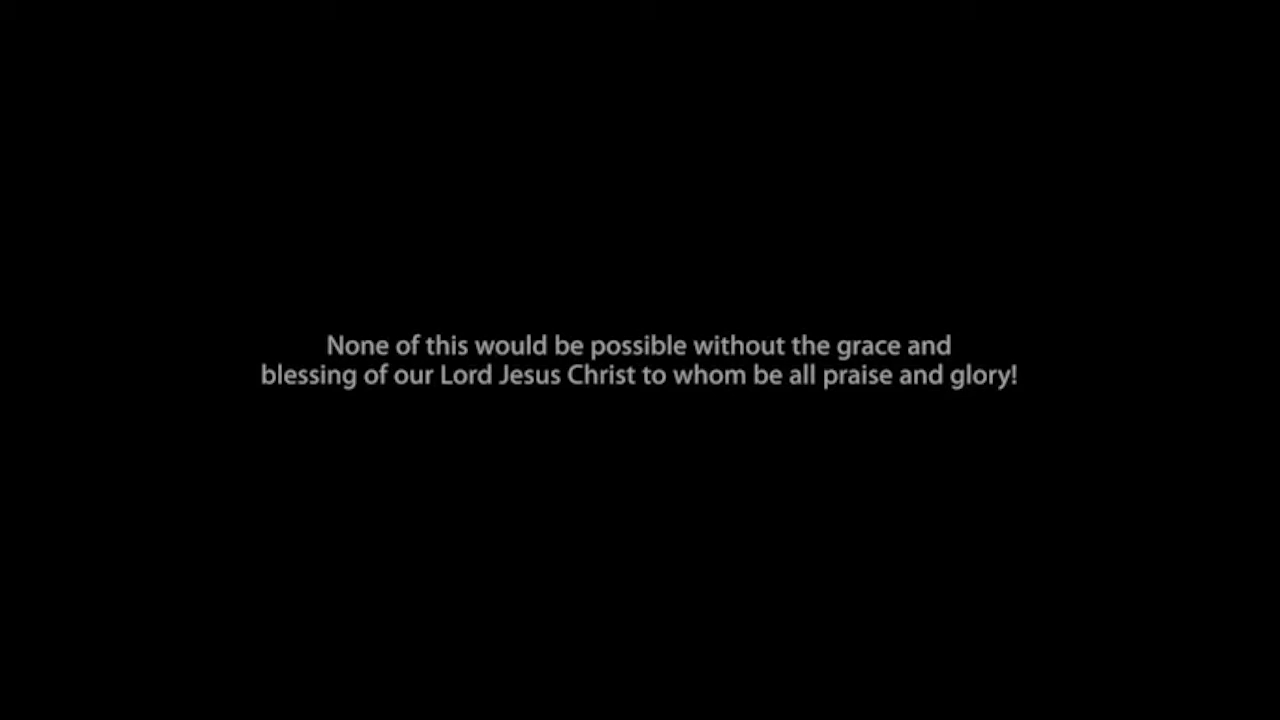 None of this would be possible without the grace and
blessing of our Lord Jesus Christ to whom be all praise and glory!